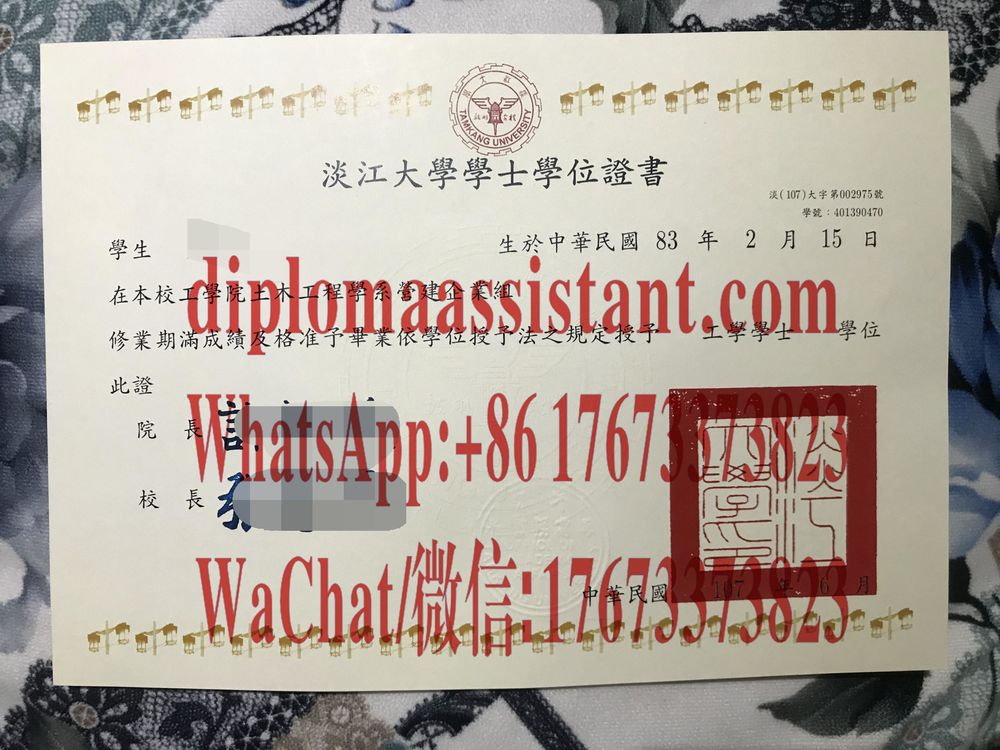 TAMKANG UNIVERSITY
淡江大學學士學位證書
淡(107)大字第002975號
學號：401390470
學生
生於中華民國 83 年 2 月 15 日
diplomaassistant.com
在本校工學院土木工程學系營建企業組
修業期滿成績及格准予畢業依學位授予法之規定授予 工學學士 學位
此證
院 長
WhatsApp:+86 17673373823
淡江大學印
校 長
WaChat/微信:17673373823
中華民國 107 年 6 月